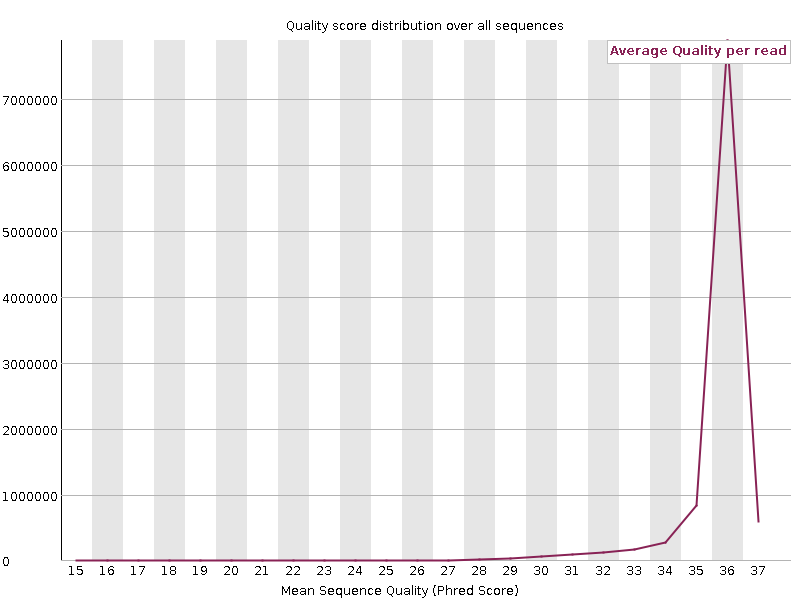 Quality score distribution over all sequences
Average Quality per read
7000000
6000000
5000000
4000000
3000000
2000000
1000000
0
15 16 17 18 19 20 21 22 23 24 25 26 27 28 29 30 31 32 33 34 35 36 37
Mean Sequence Quality (Phred Score)